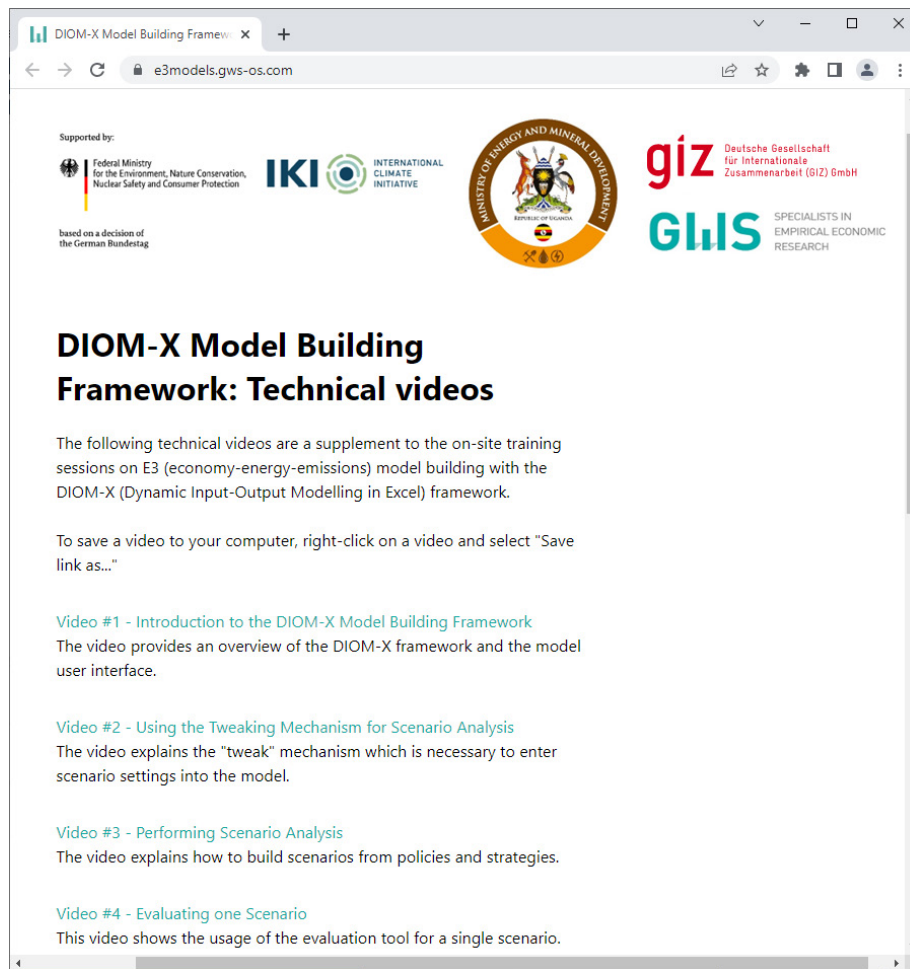 DIOM-X Model Building Framew
e3models.gws-os.com
Supported by:
Federal Ministry
for the Environment, Nature Conservation,
Nuclear Safety and Consumer Protection
based on a decision of
the German Bundestag
IKI
INTERNATIONAL
CLIMATE
INITIATIVE
MINISTRY OF ENERGY AND MINERAL DEVELOPMENT
REPUBLIC OF UGANDA
giz
Deutsche Gesellschaft
für Internationale
Zusammenarbeit (GIZ) GmbH
GWS
SPECIALISTS IN
EMPIRICAL ECONOMIC
RESEARCH
DIOM-X Model Building
Framework: Technical videos
The following technical videos are a supplement to the on-site training
sessions on E3 (economy-energy-emissions) model building with the
DIOM-X (Dynamic Input-Output Modelling in Excel) framework.
To save a video to your computer, right-click on a video and select "Save
link as..."
Video #1 - Introduction to the DIOM-X Model Building Framework
The video provides an overview of the DIOM-X framework and the model
user interface.
Video #2 - Using the Tweaking Mechanism for Scenario Analysis
The video explains the "tweak" mechanism which is necessary to enter
scenario settings into the model.
Video #3 - Performing Scenario Analysis
The video explains how to build scenarios from policies and strategies.
Video #4 - Evaluating one Scenario
This video shows the usage of the evaluation tool for a single scenario.